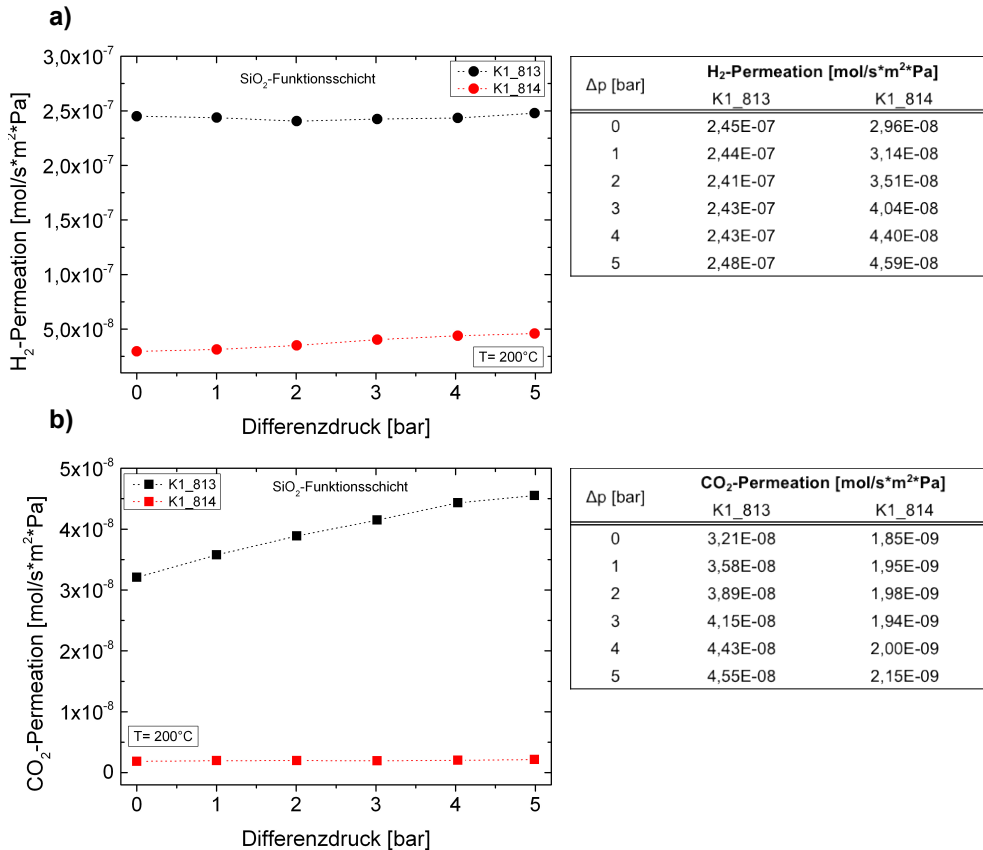 a)
3,0x10⁻⁷
2,5x10⁻⁷
2,0x10⁻⁷
1,5x10⁻⁷
1,0x10⁻⁷
5,0x10⁻⁸
H₂-Permeation [mol/s*m²*Pa]
SiO₂-Funktionsschicht
K1_813
K1_814
T= 200°C
0 1 2 3 4 5
Differenzdruck [bar]
Δp [bar] H₂-Permeation [mol/s*m²*Pa]
K1_813 K1_814
0 2,45E-07 2,96E-08
1 2,44E-07 3,14E-08
2 2,41E-07 3,51E-08
3 2,43E-07 4,04E-08
4 2,43E-07 4,40E-08
5 2,48E-07 4,59E-08
b)
5x10⁻⁸
4x10⁻⁸
3x10⁻⁸
2x10⁻⁸
1x10⁻⁸
0
CO₂-Permeation [mol/s*m²*Pa]
K1_813
K1_814
SiO₂-Funktionsschicht
T= 200°C
0 1 2 3 4 5
Differenzdruck [bar]
Δp [bar] CO₂-Permeation [mol/s*m²*Pa]
K1_813 K1_814
0 3,21E-08 1,85E-09
1 3,58E-08 1,95E-09
2 3,89E-08 1,98E-09
3 4,15E-08 1,94E-09
4 4,43E-08 2,00E-09
5 4,55E-08 2,15E-09